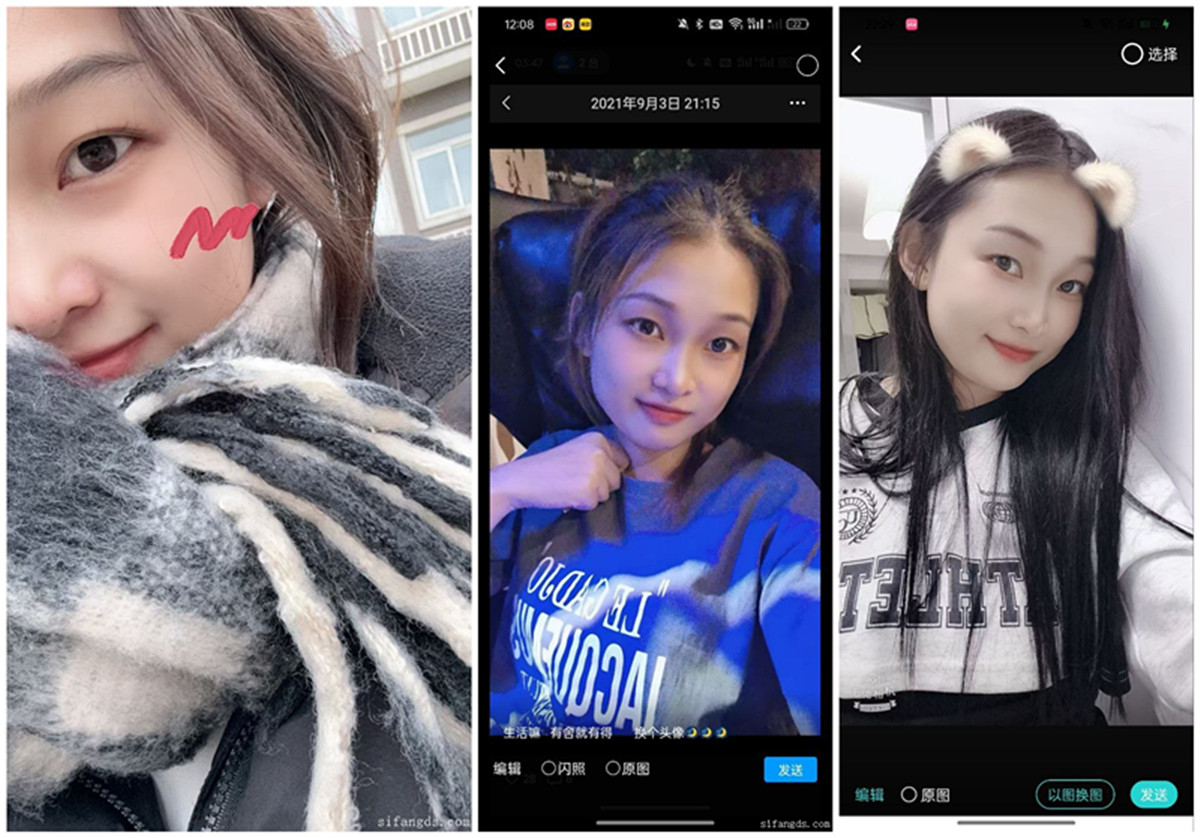 12:08
22
2021年9月3日 21:15
"LE CADJO
JACQUEMUS
生活嘛 有舍就有得 换个头像🌙🌙🌙
编辑
闪照
原图
发送
sifangds.com
选择
ATHLET
编辑
原图
以图换图
发送
sifangds.com